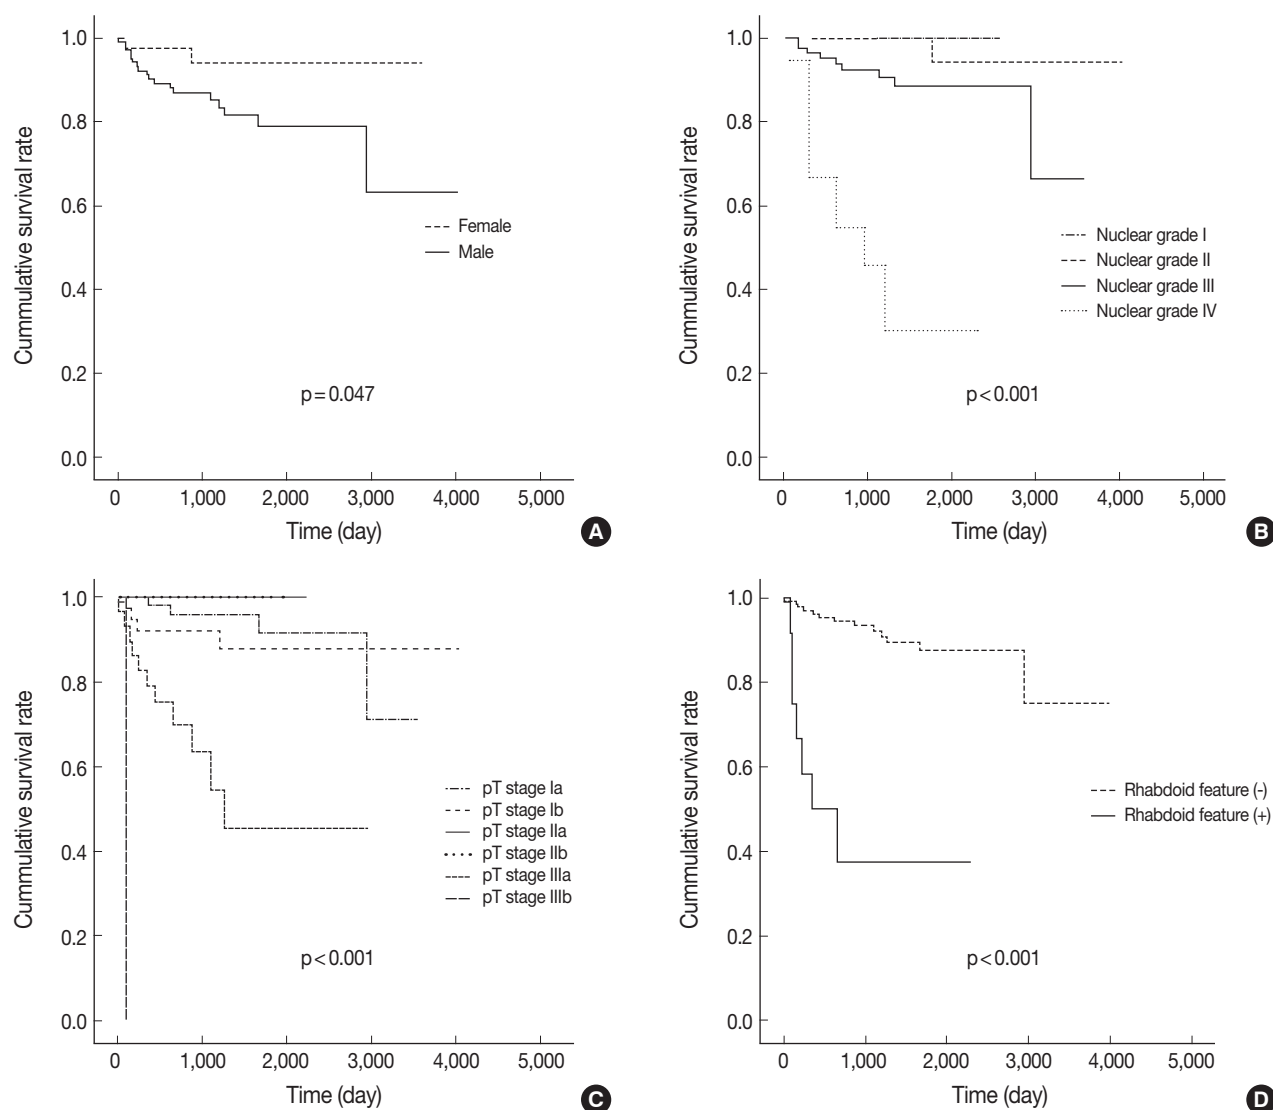 1.0
0.8
0.6
0.4
0.2
0.0
Cummulative survival rate
Female
Male
p=0.047
0 1,000 2,000 3,000 4,000 5,000
Time (day)
A
1.0
0.8
0.6
0.4
0.2
0.0
Cummulative survival rate
Nuclear grade I
Nuclear grade II
Nuclear grade III
Nuclear grade IV
p<0.001
0 1,000 2,000 3,000 4,000 5,000
Time (day)
B
1.0
0.8
0.6
0.4
0.2
0.0
Cummulative survival rate
pT stage Ia
pT stage Ib
pT stage IIa
pT stage IIb
pT stage IIIa
pT stage IIIb
p<0.001
0 1,000 2,000 3,000 4,000 5,000
Time (day)
C
1.0
0.8
0.6
0.4
0.2
0.0
Cummulative survival rate
Rhabdoid feature (-)
Rhabdoid feature (+)
p<0.001
0 1,000 2,000 3,000 4,000 5,000
Time (day)
D